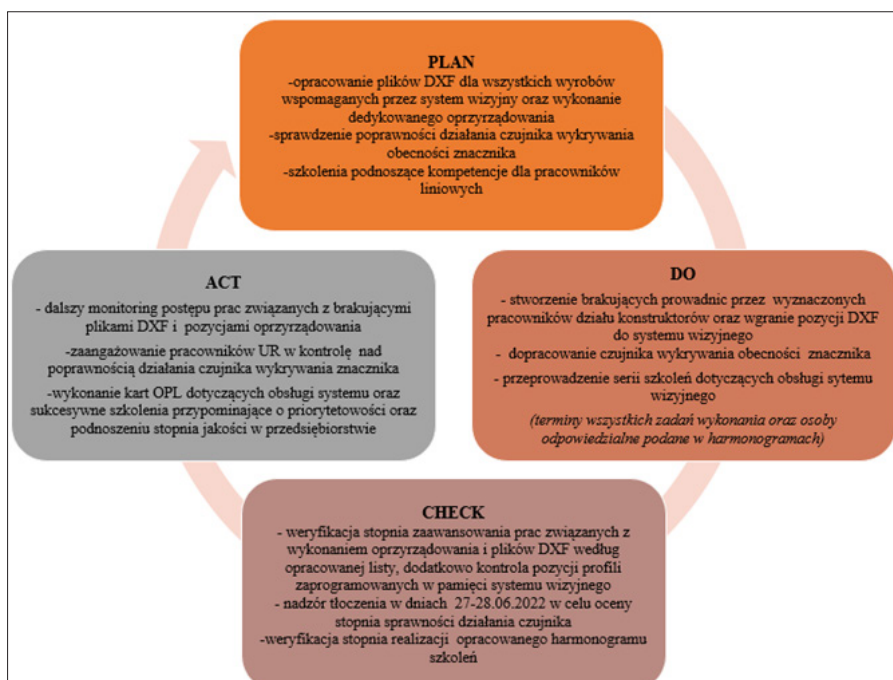 PLAN
-opracowanie plików DXF dla wszystkich wyrobów
wspomaganych przez system wizyjny oraz wykonanie
dedykowanego oprzyrządowania
-sprawdzenie poprawności działania czujnika wykrywania
obecności znacznika
-szkolenia podnoszące kompetencje dla pracowników
liniowych
DO
- stworzenie brakujących prowadnic przez wyznaczonych
pracowników działu konstruktorów oraz wgranie pozycji DXF
do systemu wizyjnego
- dopracowanie czujnika wykrywania obecności znacznika
- przeprowadzenie serii szkoleń dotyczących obsługi sytemu
wizyjnego
(terminy wszystkich zadań wykonania oraz osoby
odpowiedzialne podane w harmonogramach)
CHECK
- weryfikacja stopnia zaawansowania prac związanych z
wykonaniem oprzyrządowania i plików DXF według
opracowanej listy, dodatkowo kontrola pozycji profili
zaprogramowanych w pamięci systemu wizyjnego
- nadzór tłoczenia w dniach 27-28.06.2022 w celu oceny
stopnia sprawności działania czujnika
-weryfikacja stopnia realizacji opracowanego harmonogramu
szkoleń
ACT
- dalszy monitoring postępu prac związanych z brakującymi
plikami DXF i pozycjami oprzyrządowania
-zaangażowanie pracowników UR w kontrolę nad
poprawnością działania czujnika wykrywania znacznika
-wykonanie kart OPL dotyczących obsługi systemu oraz
sukcesywne szkolenia przypominające o priorytetowości oraz
podnoszeniu stopnia jakości w przedsiębiorstwie